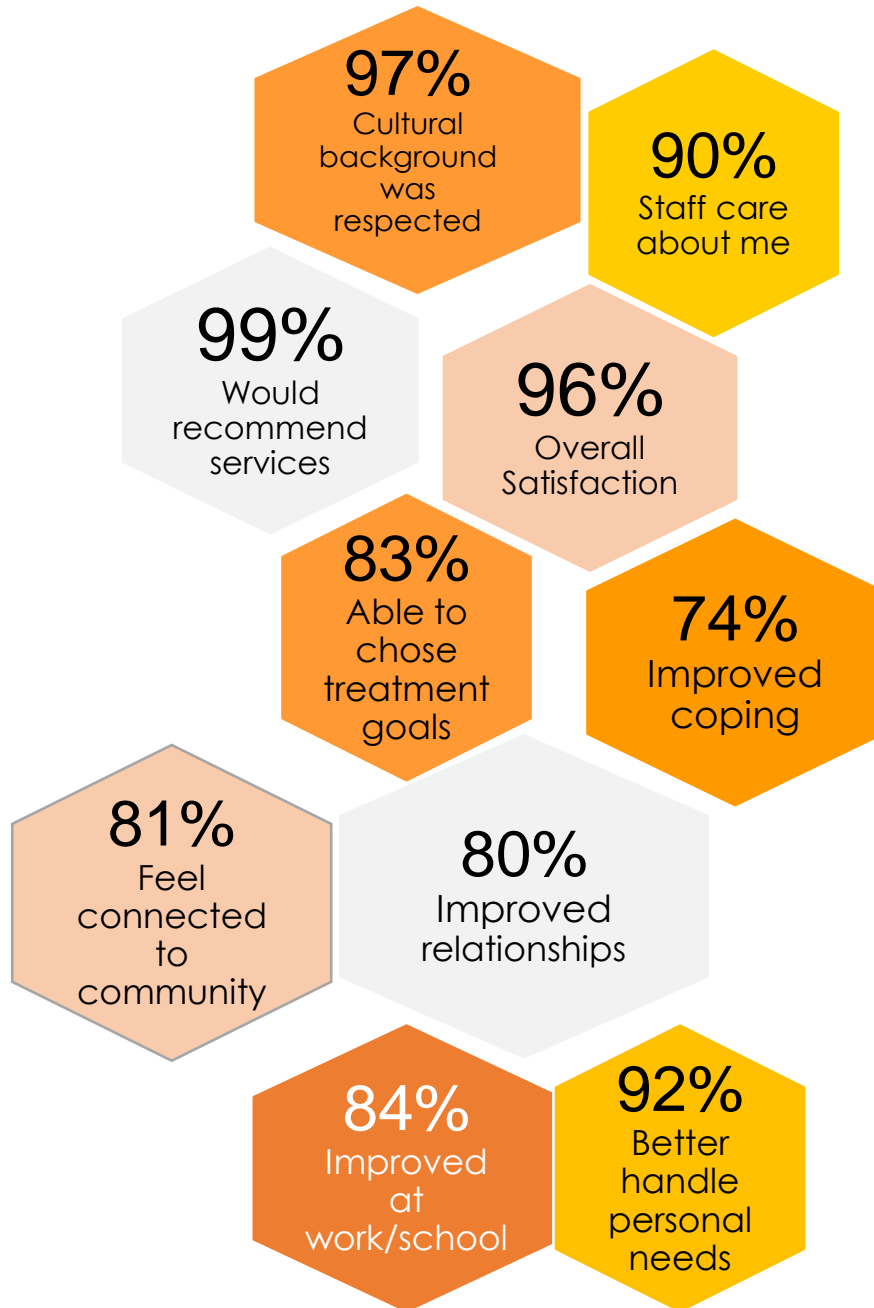 97%
Cultural
background
was
respected
90%
Staff care
about me
99%
Would
recommend
services
96%
Overall
Satisfaction
83%
Able to
chose
treatment
goals
74%
Improved
coping
81%
Feel
connected
to
community
80%
Improved
relationships
84%
Improved
at
work/school
92%
Better
handle
personal
needs